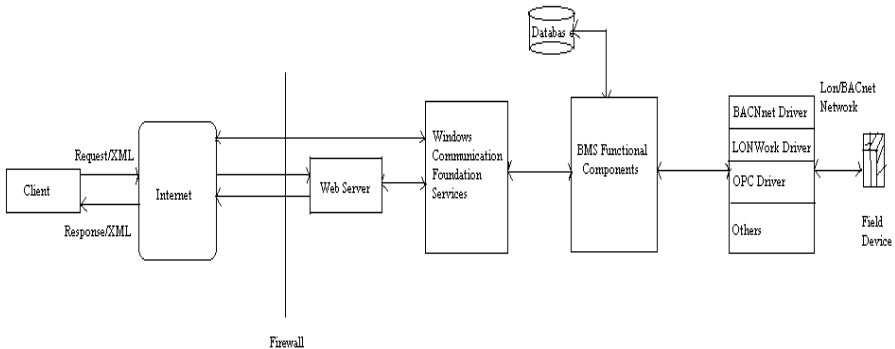 Databas
Lon/BACnet
Network
BACNnet Driver
Windows
Communication
Foundation
Services
BMS Functional
Components
LONWork Driver
Request/XML
Client
Internet
Web Server
OPC Driver
Response/XML
Others
Field
Device
Firewall